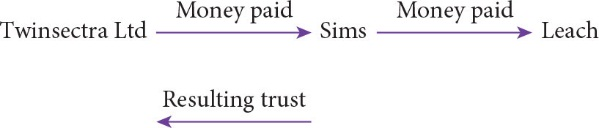 Money paid Money paid
Twinsectra Ltd Sims Leach
Resulting trust